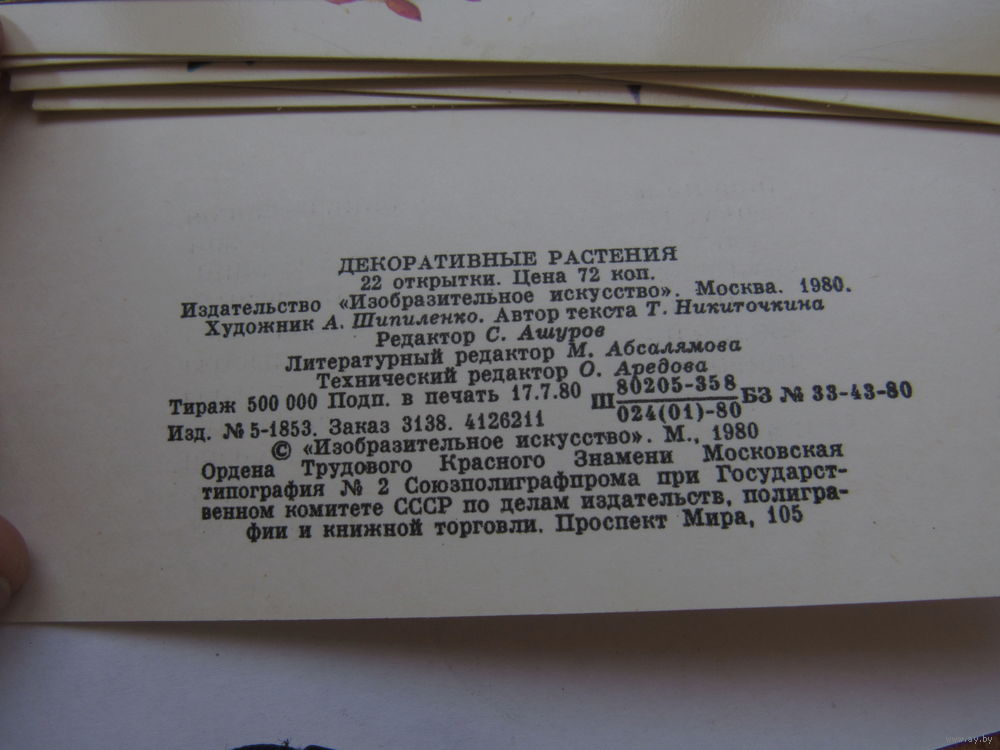 ДЕКОРАТИВНЫЕ РАСТЕНИЯ
22 открытки. Цена 72 коп.
Издательство «Изобразительное искусство». Москва. 1980.
Художник А. Шипиленко. Автор текста Т. Никиточкина
Редактор С. Ашуров
Литературный редактор М. Абсалямова
Технический редактор О. Аредова
Тираж 500 000 Подп. в печать 17.7.80 Ш 80205-358 БЗ № 33-43-80
024(01)-80
Изд. № 5-1853. Заказ 3138. 4126211
© «Изобразительное искусство». М., 1980
Ордена Трудового Красного Знамени Московская
типография № 2 Союзполиграфпрома при Государст-
венном комитете СССР по делам издательств, полигра-
фии и книжной торговли. Проспект Мира, 105
www.ay.by